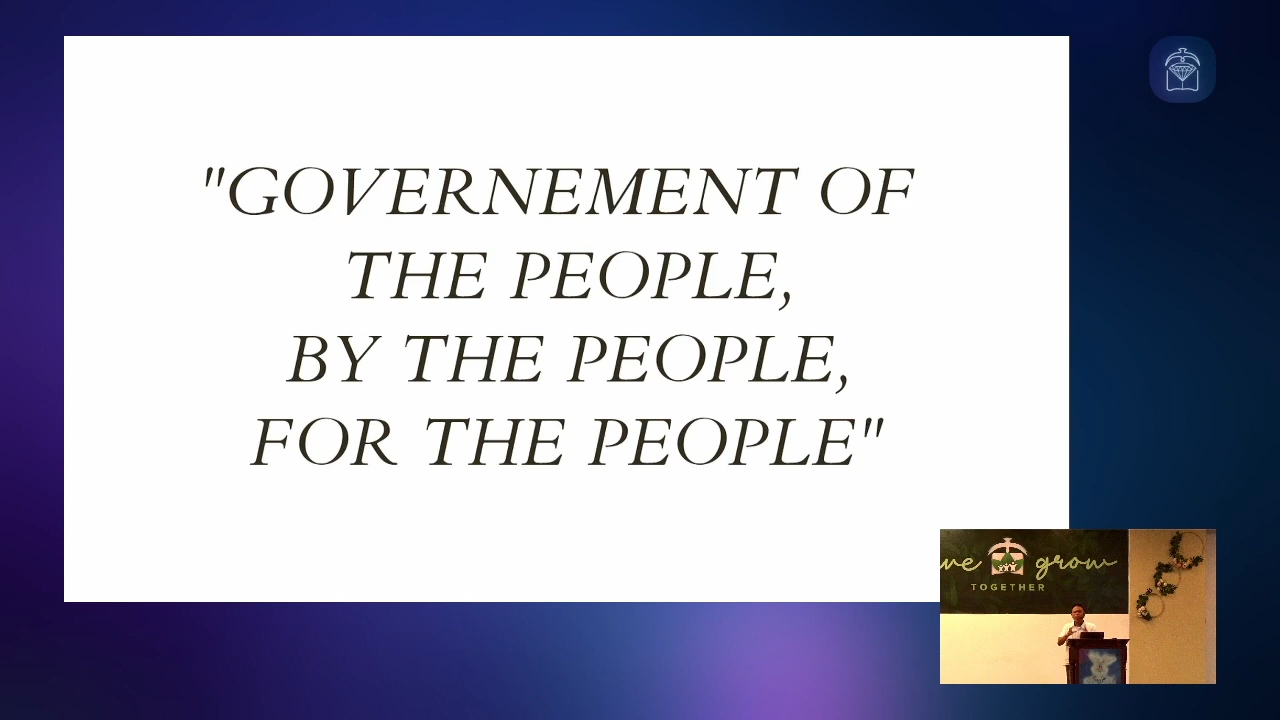 "GOVERNEMENT OF
THE PEOPLE,
BY THE PEOPLE,
FOR THE PEOPLE"
we grow
TOGETHER